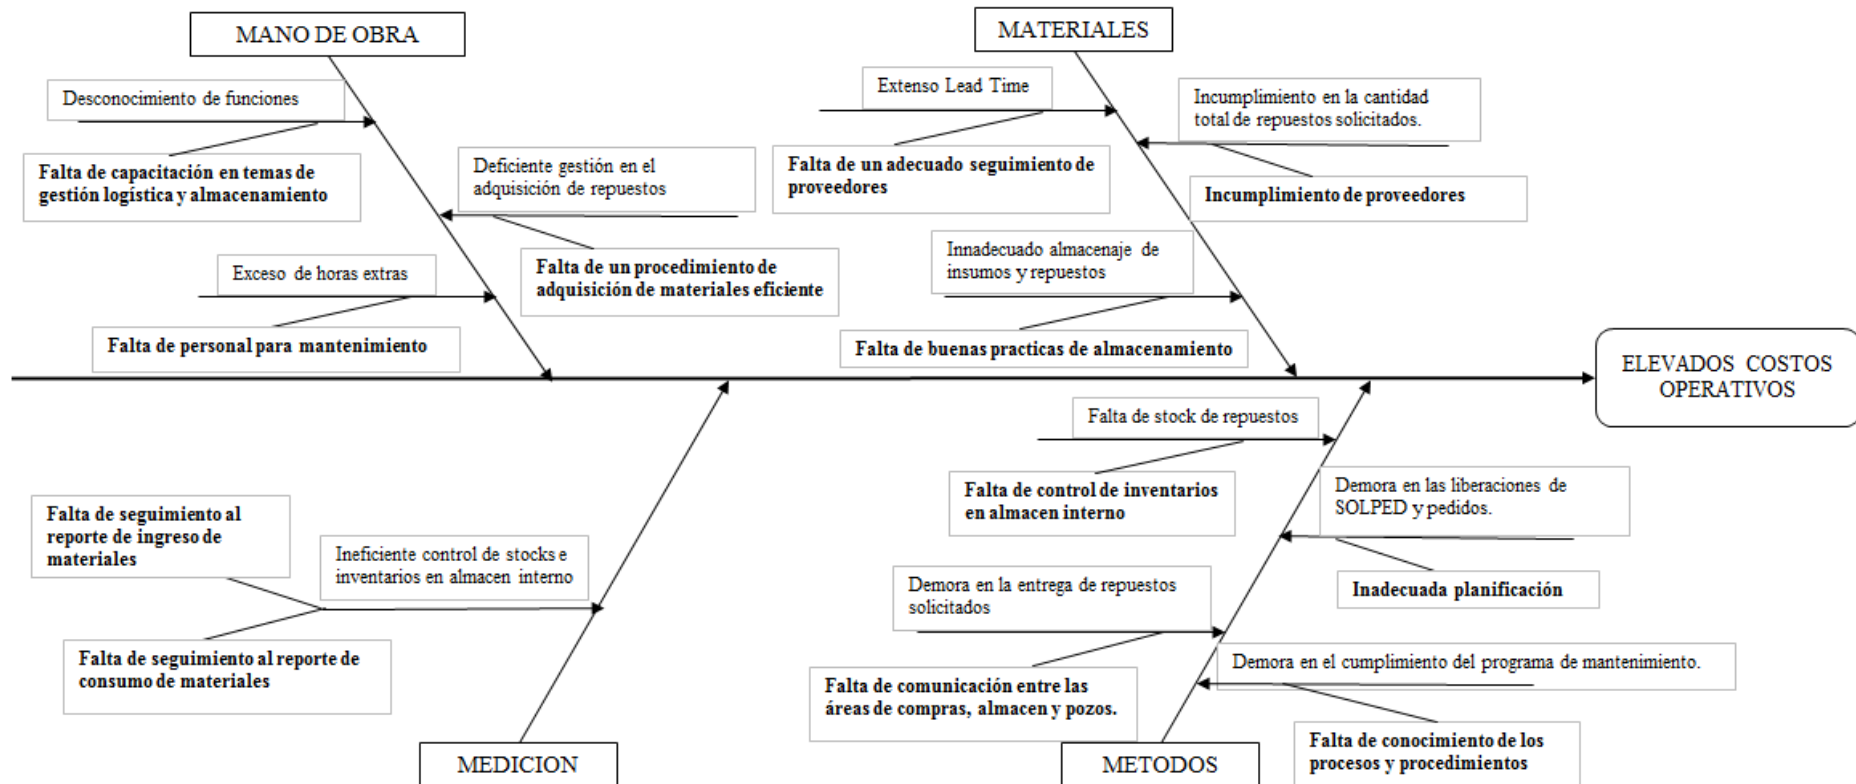 MANO DE OBRA
Desconocimiento de funciones
Falta de capacitación en temas de
gestión logística y almacenamiento
Deficiente gestión en el
adquisición de repuestos
Falta de un procedimiento de
adquisición de materiales eficiente
Exceso de horas extras
Falta de personal para mantenimiento
MATERIALES
Extenso Lead Time
Falta de un adecuado seguimiento de
proveedores
Incumplimiento en la cantidad
total de repuestos solicitados.
Incumplimiento de proveedores
Innadecuado almacenaje de
insumos y repuestos
Falta de buenas practicas de almacenamiento
ELEVADOS COSTOS
OPERATIVOS
Falta de seguimiento al
reporte de ingreso de
materiales
Ineficiente control de stocks e
inventarios en almacen interno
Falta de seguimiento al reporte de
consumo de materiales
MEDICION
Falta de stock de repuestos
Falta de control de inventarios
en almacen interno
Demora en las liberaciones de
SOLPED y pedidos.
Inadecuada planificación
Demora en la entrega de repuestos
solicitados
Falta de comunicación entre las
áreas de compras, almacen y pozos.
Demora en el cumplimiento del programa de mantenimiento.
Falta de conocimiento de los
procesos y procedimientos
METODOS